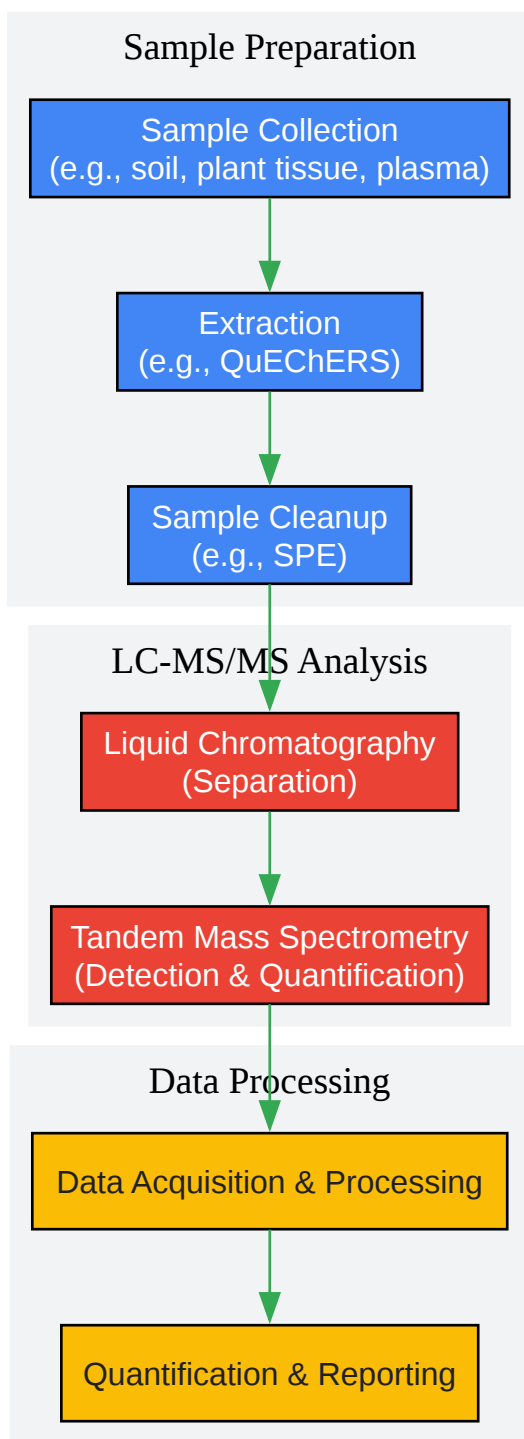 Sample Preparation
Sample Collection
(e.g., soil, plant tissue, plasma)
Extraction
(e.g., QuEChERS)
Sample Cleanup
(e.g., SPE)
LC-MS/MS Analysis
Liquid Chromatography
(Separation)
Tandem Mass Spectrometry
(Detection & Quantification)
Data Processing
Data Acquisition & Processing
Quantification & Reporting